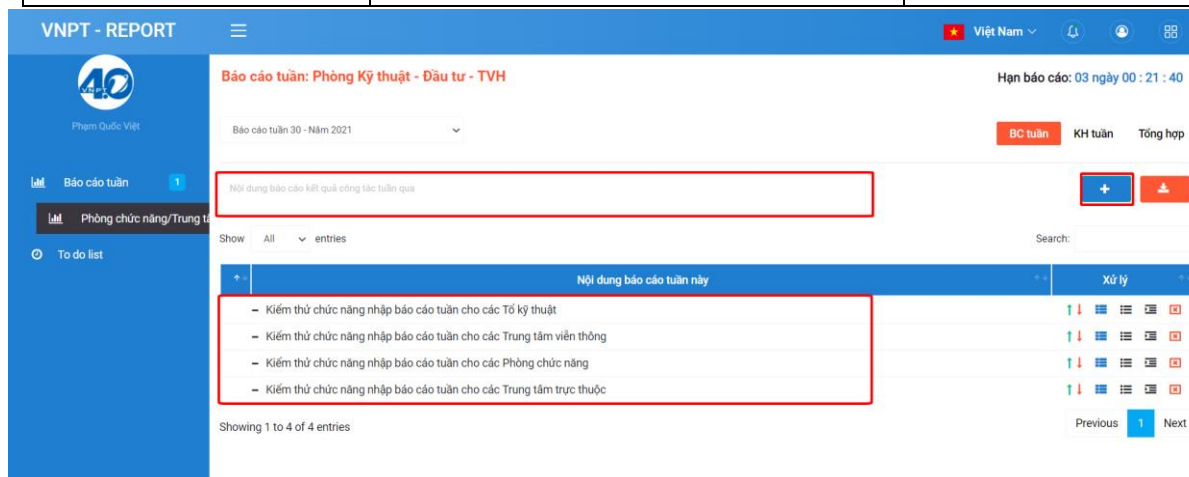 VNPT - REPORT
Việt Nam
VNPT
4.0
Phạm Quốc Việt
Báo cáo tuần: Phòng Kỹ thuật - Đầu tư - TVH
Hạn báo cáo: 03 ngày 00 : 21 : 40
Báo cáo tuần 30 - Năm 2021
BC tuần KH tuần Tổng hợp
Báo cáo tuần 1
Phòng chức năng/Trung t
To do list
Nội dung báo cáo kết quả công tác tuần qua
+
Show All entries
Search:
Nội dung báo cáo tuần này Xử lý
– Kiểm thử chức năng nhập báo cáo tuần cho các Tổ kỹ thuật
– Kiểm thử chức năng nhập báo cáo tuần cho các Trung tâm viễn thông
– Kiểm thử chức năng nhập báo cáo tuần cho các Phòng chức năng
– Kiểm thử chức năng nhập báo cáo tuần cho các Trung tâm trực thuộc
Showing 1 to 4 of 4 entries
Previous 1 Next